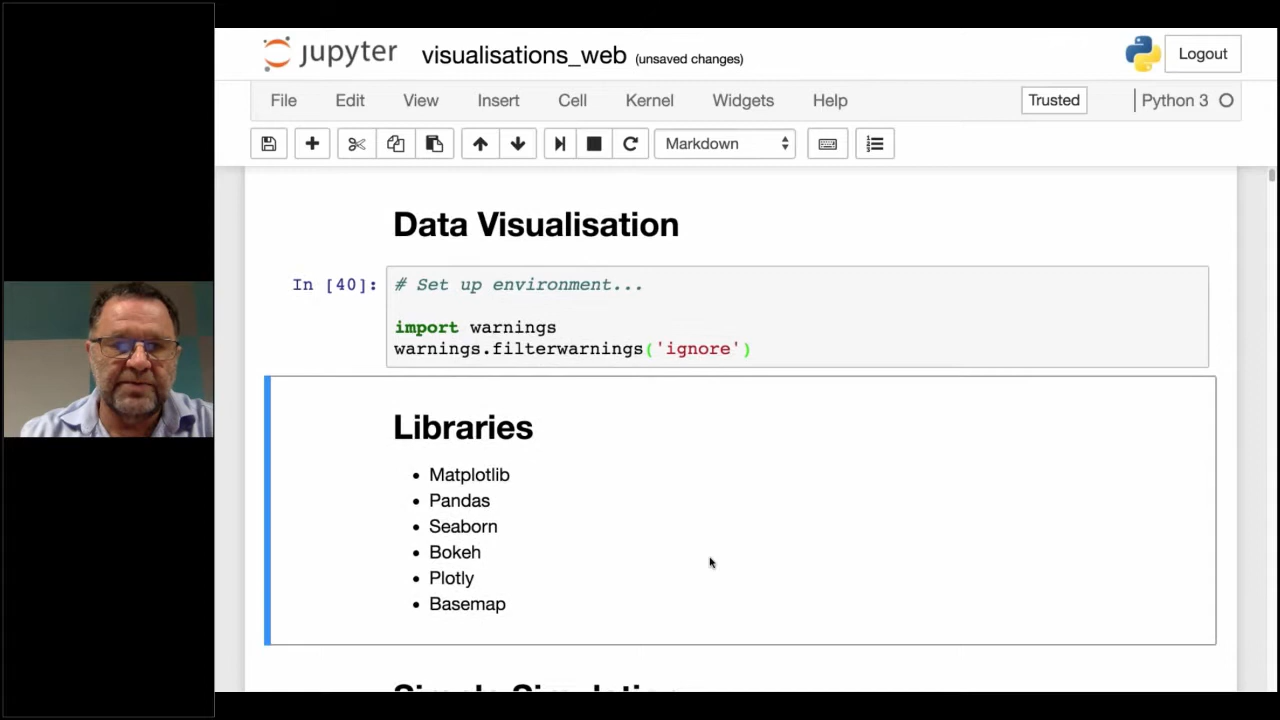 jupyter visualisations_web (unsaved changes) Logout
File Edit View Insert Cell Kernel Widgets Help Trusted Python 3
Markdown
Data Visualisation
In [40]: # Set up environment...
import warnings
warnings.filterwarnings('ignore')
Libraries
• Matplotlib
• Pandas
• Seaborn
• Bokeh
• Plotly
• Basemap